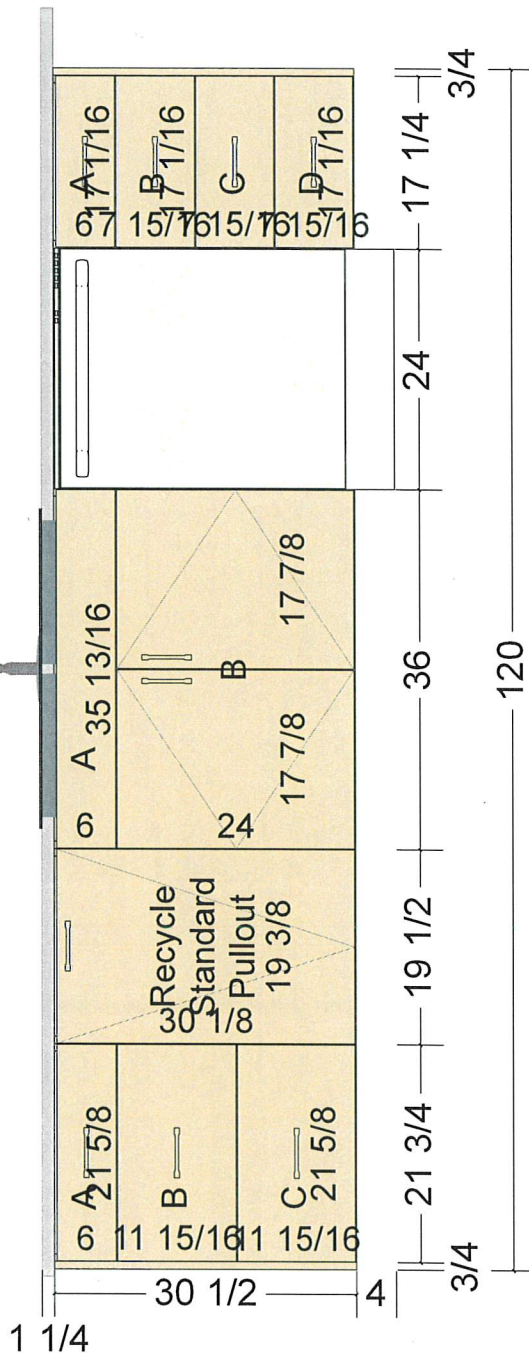 A
17 1/16
B
17 1/16
C
D
17 1/16
6
7 15/16
7 15/16
7 15/16
3/4
17 1/4
24
A
35 13/16
6
B
17 7/8
17 7/8
24
36
120
Recycle
Standard
Pullout
19 3/8
30 1/8
19 1/2
A
21 5/8
B
C
21 5/8
6
11 15/16
11 15/16
21 3/4
3/4
30 1/2
4
1 1/4